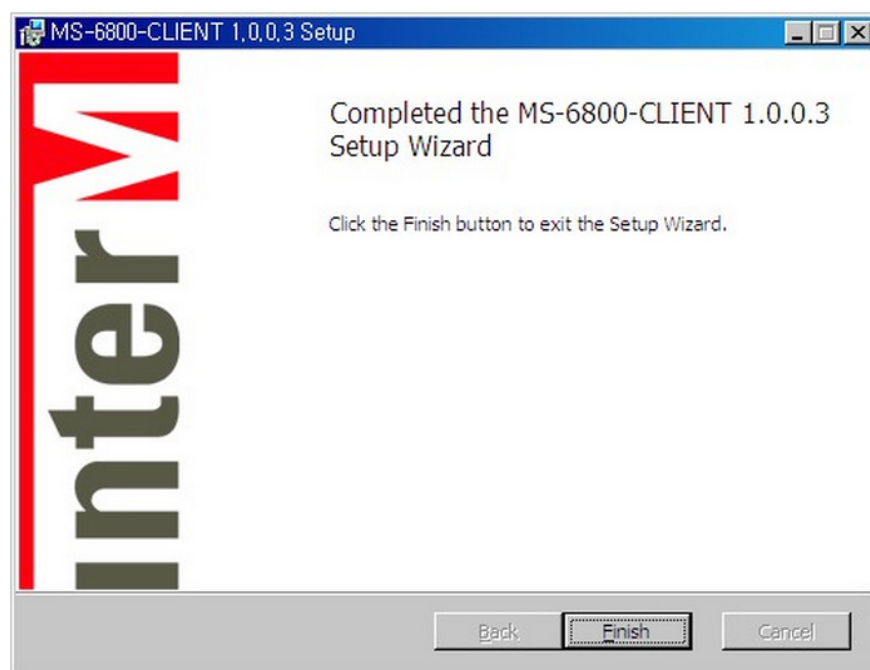 MS-6800-CLIENT 1.0.0.3 Setup
Completed the MS-6800-CLIENT 1.0.0.3
Setup Wizard
Click the Finish button to exit the Setup Wizard.
interM
Back
Finish
Cancel